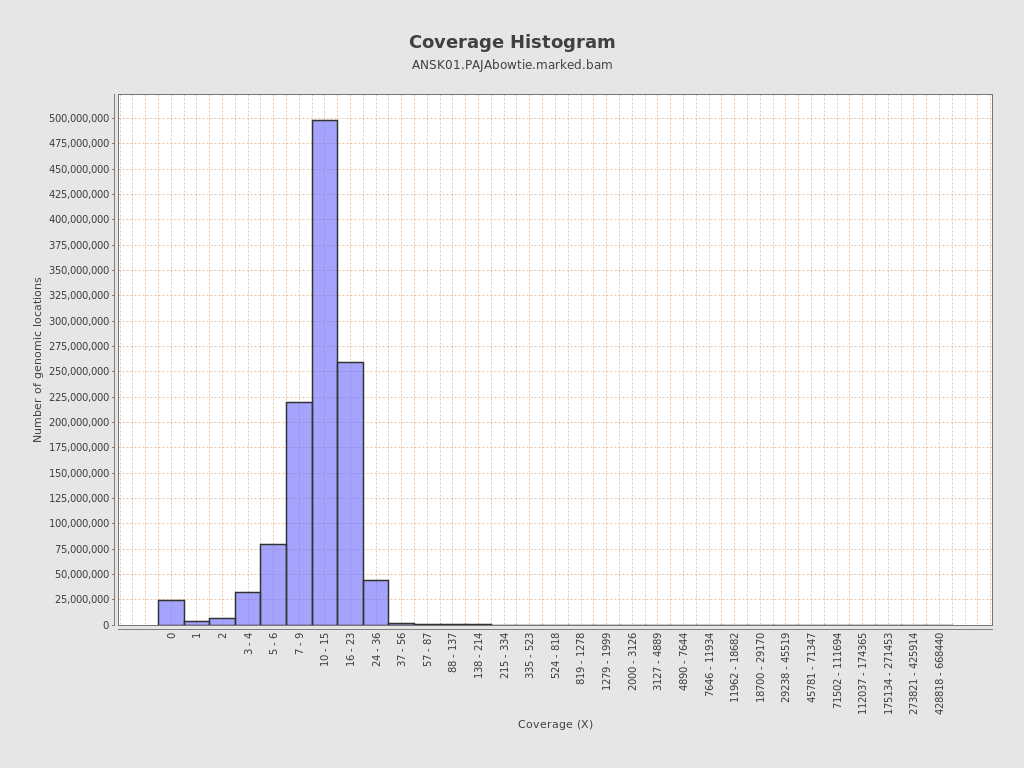 Coverage Histogram
ANSK01.PAJAbowtie.marked.bam
500,000,000
475,000,000
450,000,000
425,000,000
400,000,000
375,000,000
350,000,000
325,000,000
300,000,000
275,000,000
250,000,000
225,000,000
200,000,000
175,000,000
150,000,000
125,000,000
100,000,000
75,000,000
50,000,000
25,000,000
0
Number of genomic locations
0
1
2
3 - 4
5 - 6
7 - 9
10 - 15
16 - 23
24 - 36
37 - 56
57 - 87
88 - 137
138 - 214
215 - 334
335 - 523
524 - 818
819 - 1278
1279 - 1999
2000 - 3126
3127 - 4889
4890 - 7644
7646 - 11934
11962 - 18682
18700 - 29170
29238 - 45519
45781 - 71347
71502 - 111694
112037 - 174365
175134 - 271453
273821 - 425914
428818 - 668440
Coverage (X)